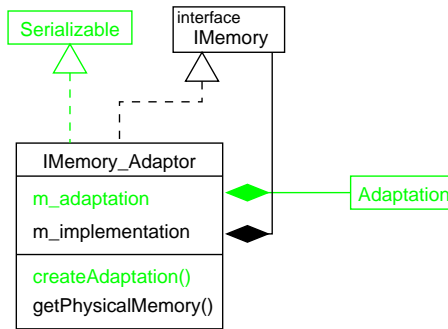 interface
Serializable
IMemory
IMemory_Adaptor
m_adaptation
Adaptation
m_implementation
createAdaptation()
getPhysicalMemory()